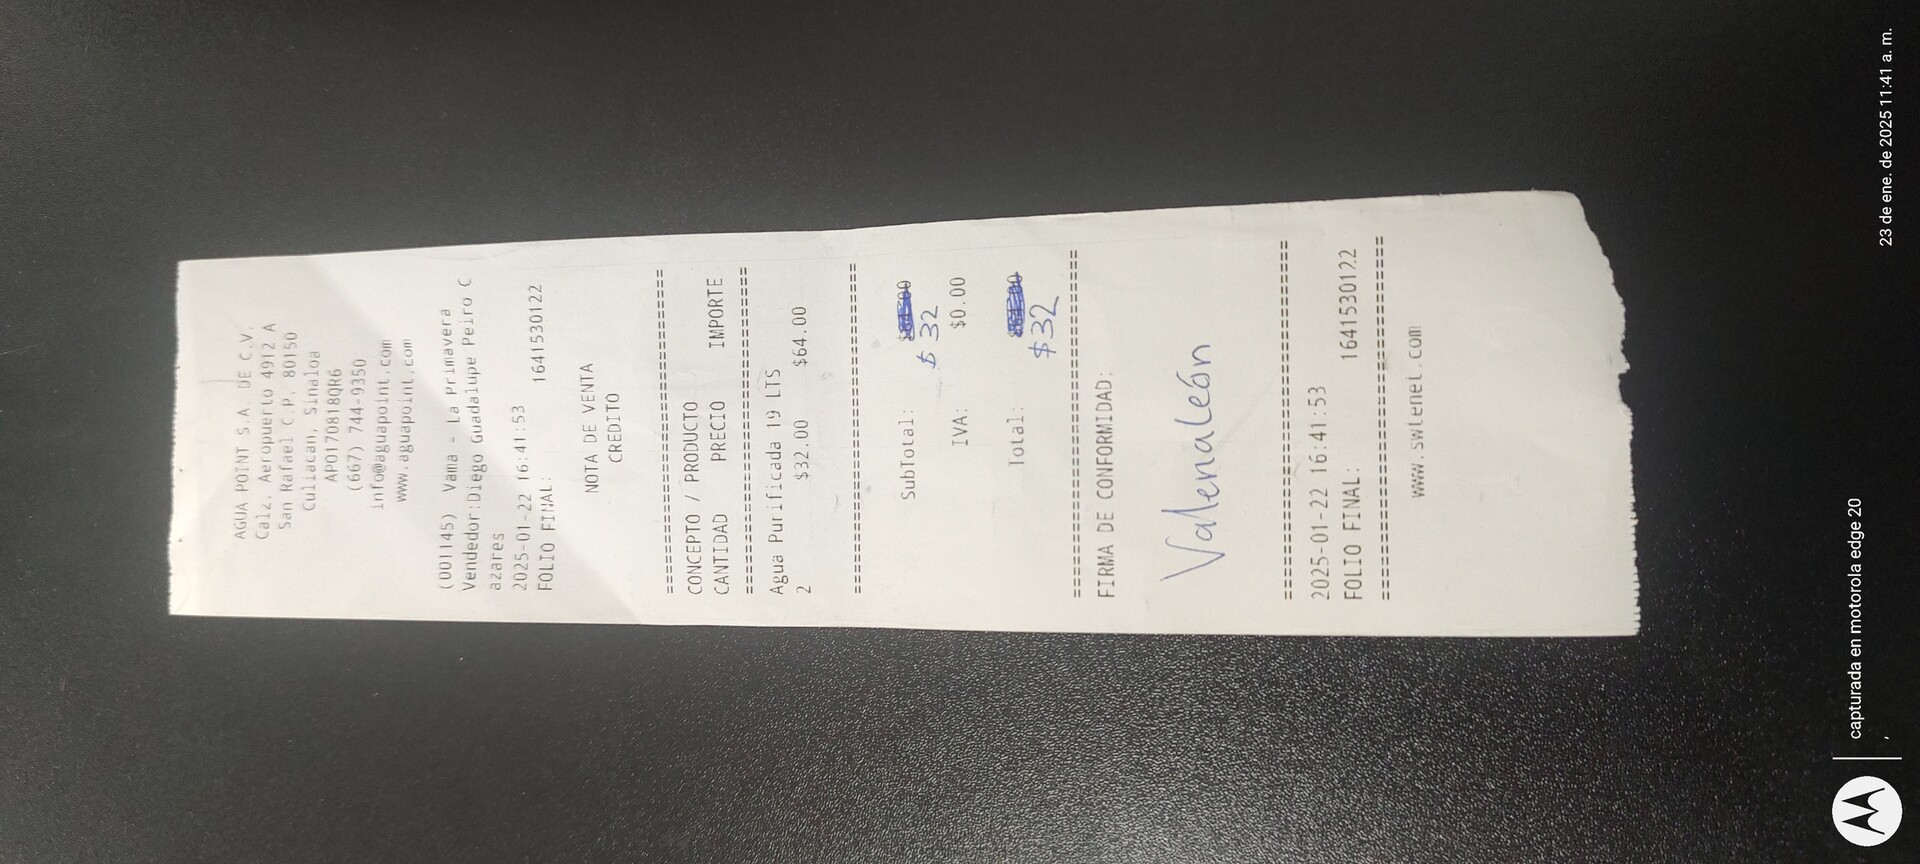 AGUA POINT S.A. DE C.V.
Calz. Aeropuerto 4912 A
San Rafael C.P. 80150
Culiacan, Sinaloa
APO170818QR6
(667) 744-9350
info@aguapoint.com
www.aguapoint.com
(001145) Vama - La Primavera
Vendedor:Diego Guadalupe Peiro C
azares
2025-01-22 16:41:53
FOLIO FINAL: 1641530122
NOTA DE VENTA
CREDITO
================================
CONCEPTO / PRODUCTO
CANTIDAD PRECIO IMPORTE
================================
Agua Purificada 19 LTS
2 $32.00 $64.00
================================
SubTotal:
$32
IVA: $0.00
Total:
$32
================================
FIRMA DE CONFORMIDAD:
Valenaleón
================================
2025-01-22 16:41:53
FOLIO FINAL: 1641530122
================================
www.swtenet.com
capturada en motorola edge 20
, 23 de ene. de 2025 11:41 a. m.